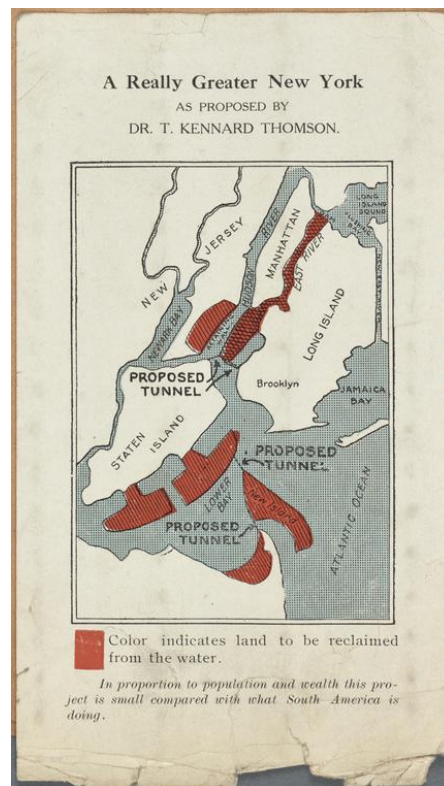 A Really Greater New York
AS PROPOSED BY
DR. T. KENNARD THOMSON.
LONG
ISLAND
SOUND
NEW
JERSEY
HUDSON
RIVER
MANHATTAN
EAST RIVER
LONG ISLAND
NEWARK BAY
PROPOSED
TUNNEL
Brooklyn
JAMAICA
BAY
STATEN
ISLAND
PROPOSED
TUNNEL
LOWER
BAY
New Island
PROPOSED
TUNNEL
ATLANTIC OCEAN
Color indicates land to be reclaimed
from the water.
In proportion to population and wealth this pro-
ject is small compared with what South America is
doing.